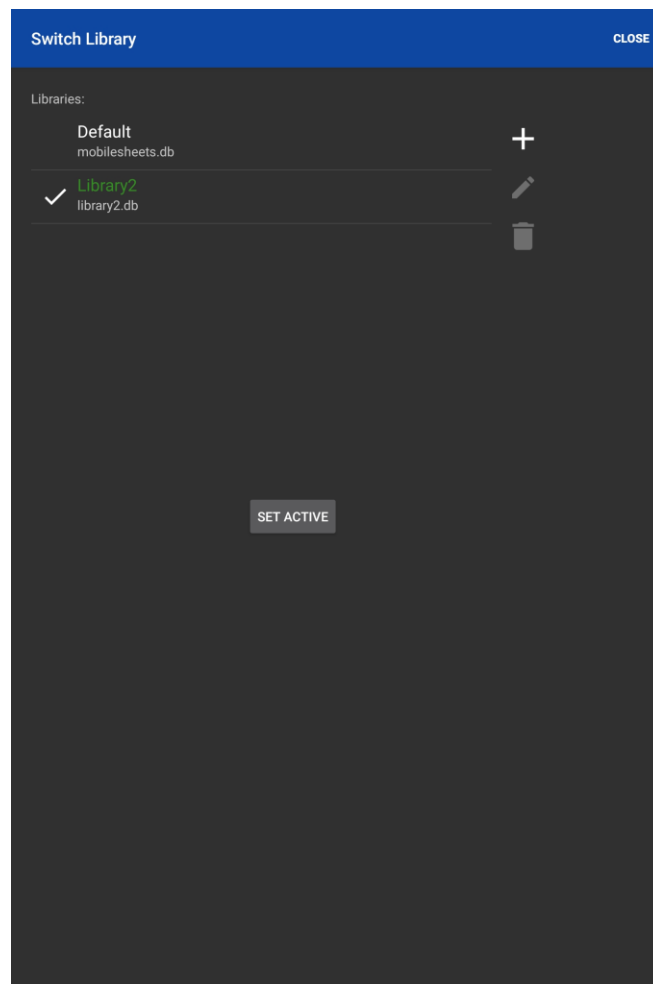 Switch Library
CLOSE
Libraries:
Default
mobilesheets.db
Library2
library2.db
SET ACTIVE